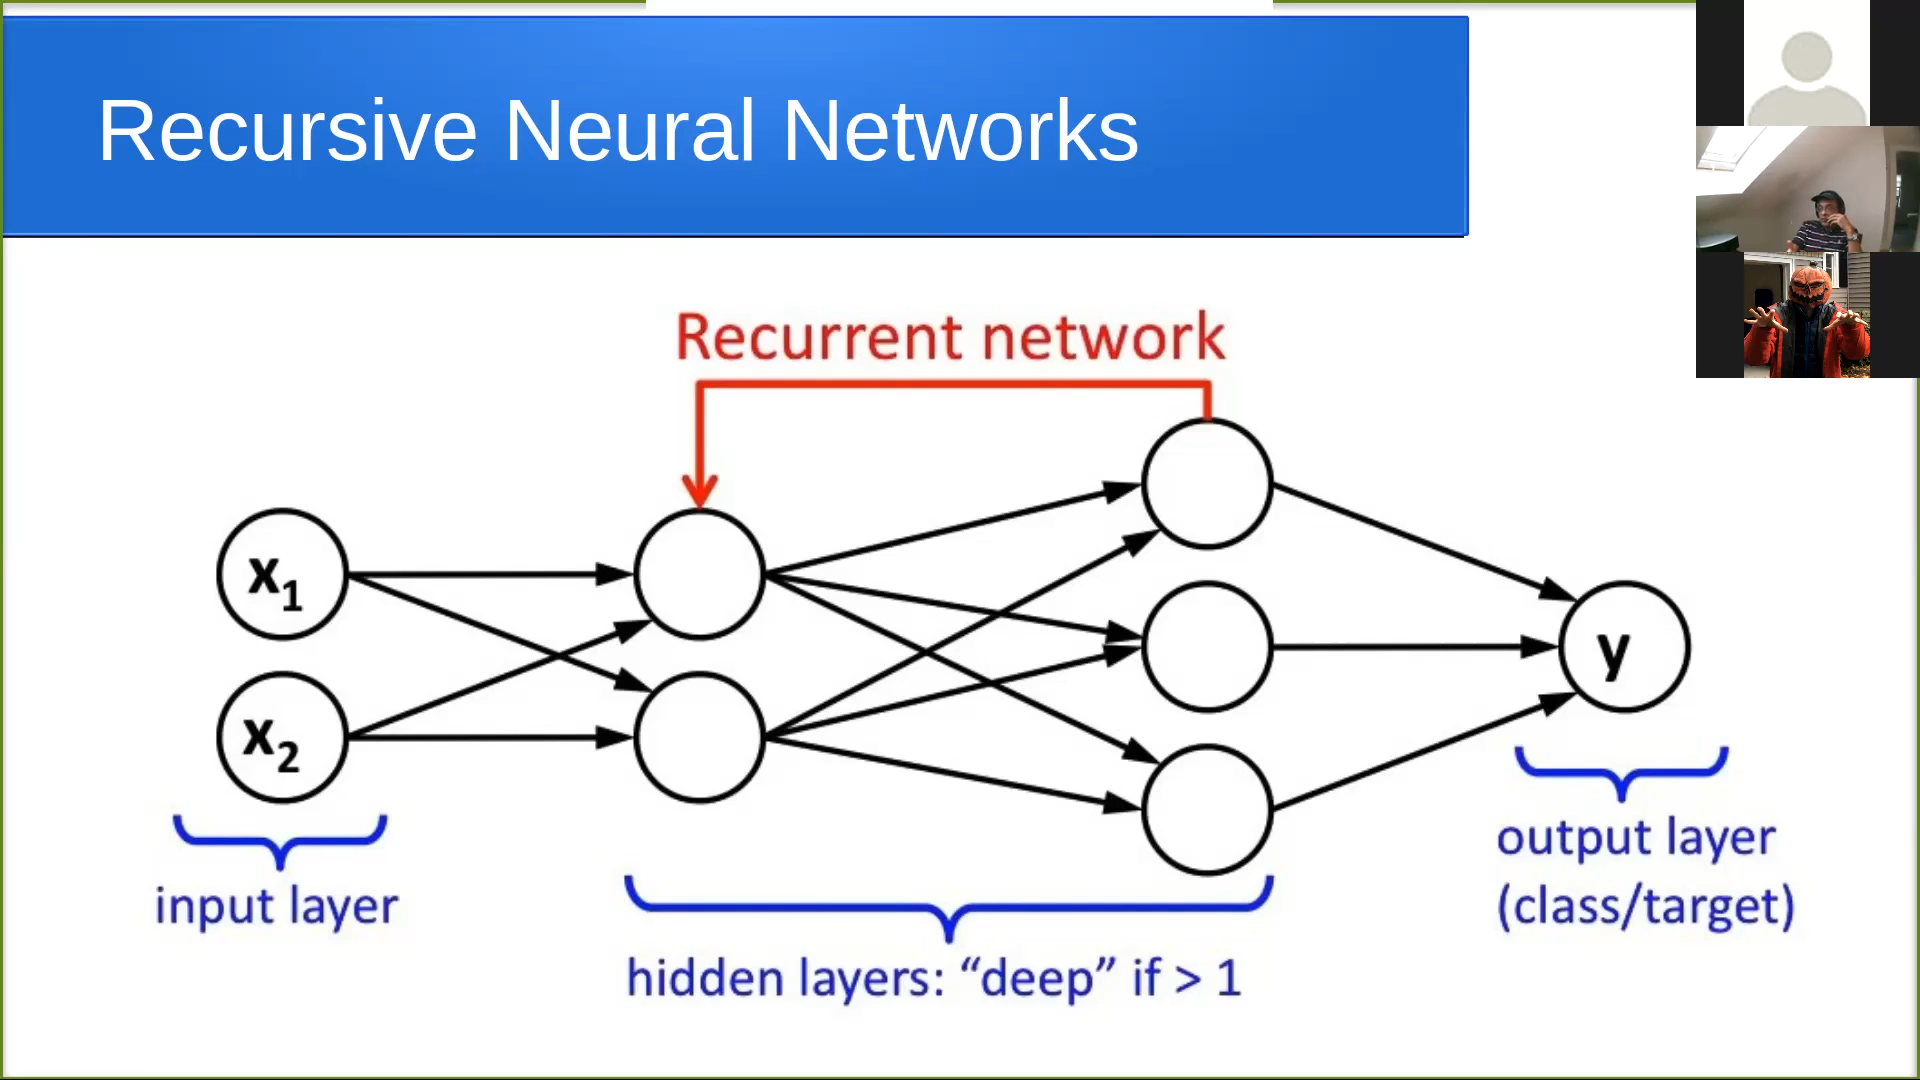 Recursive Neural Networks
Recurrent network
x1
x2
y
input layer
hidden layers: “deep” if > 1
output layer
(class/target)